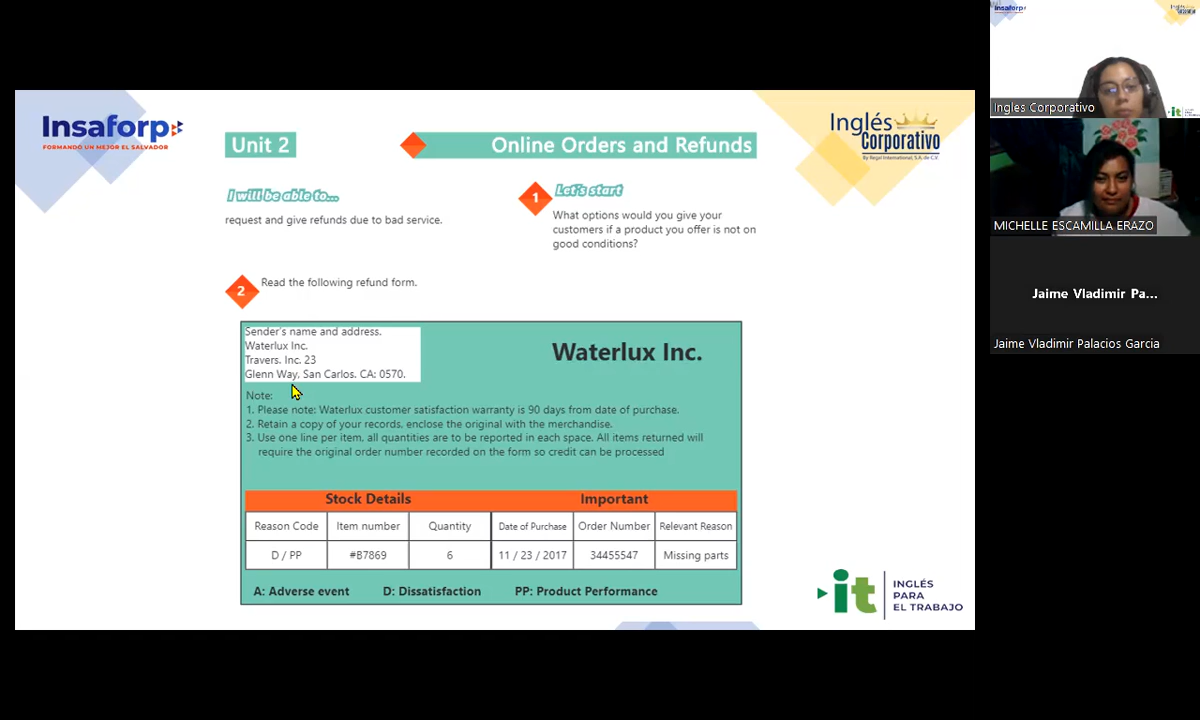 Insaforp
FORMANDO UN MEJOR EL SALVADOR
Unit 2
Online Orders and Refunds
Inglés
Corporativo
By Regal International, S.A. de C.V.
I will be able to...
request and give refunds due to bad service.
1
Let's start
What options would you give your
customers if a product you offer is not on
good conditions?
2
Read the following refund form.
Sender's name and address.
Waterlux Inc.
Travers. Inc. 23
Glenn Way, San Carlos. CA: 0570.
Waterlux Inc.
Note:
1. Please note: Waterlux customer satisfaction warranty is 90 days from date of purchase.
2. Retain a copy of your records, enclose the original with the merchandise.
3. Use one line per item, all quantities are to be reported in each space. All items returned will
require the original order number recorded on the form so credit can be processed
Stock Details Important
Reason Code Item number Quantity Date of Purchase Order Number Relevant Reason
D / PP #B7869 6 11 / 23 / 2017 34455547 Missing parts
A: Adverse event D: Dissatisfaction PP: Product Performance
it
INGLÉS
PARA
EL TRABAJO
Insaforp
Ingles Corporativo
it
MICHELLE ESCAMILLA ERAZO
Jaime Vladimir Pa...
Jaime Vladimir Palacios Garcia